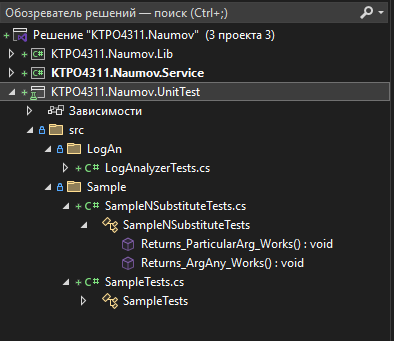 Обозреватель решений — поиск (Ctrl+;)
Решение "KTPO4311.Naumov" (3 проекта 3)
KTPO4311.Naumov.Lib
KTPO4311.Naumov.Service
KTPO4311.Naumov.UnitTest
Зависимости
src
LogAn
C# LogAnalyzerTests.cs
Sample
C# SampleNSubstituteTests.cs
SampleNSubstituteTests
Returns_ParticularArg_Works() : void
Returns_ArgAny_Works() : void
C# SampleTests.cs
SampleTests